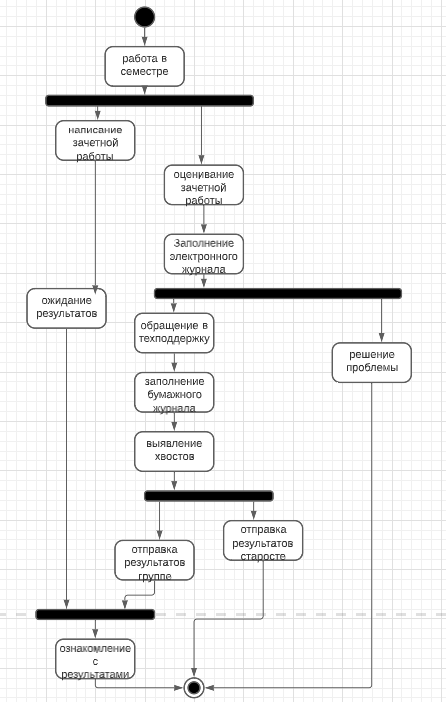 работа в
семестре
написание
зачетной
работы
оценивание
зачетной
работы
Заполнение
электронного
журнала
ожидание
результатов
обращение в
техподдержку
решение
проблемы
заполнение
бумажного
журнала
выявление
хвостов
отправка
результатов
группе
отправка
результатов
старосте
ознакомление
с
результатами